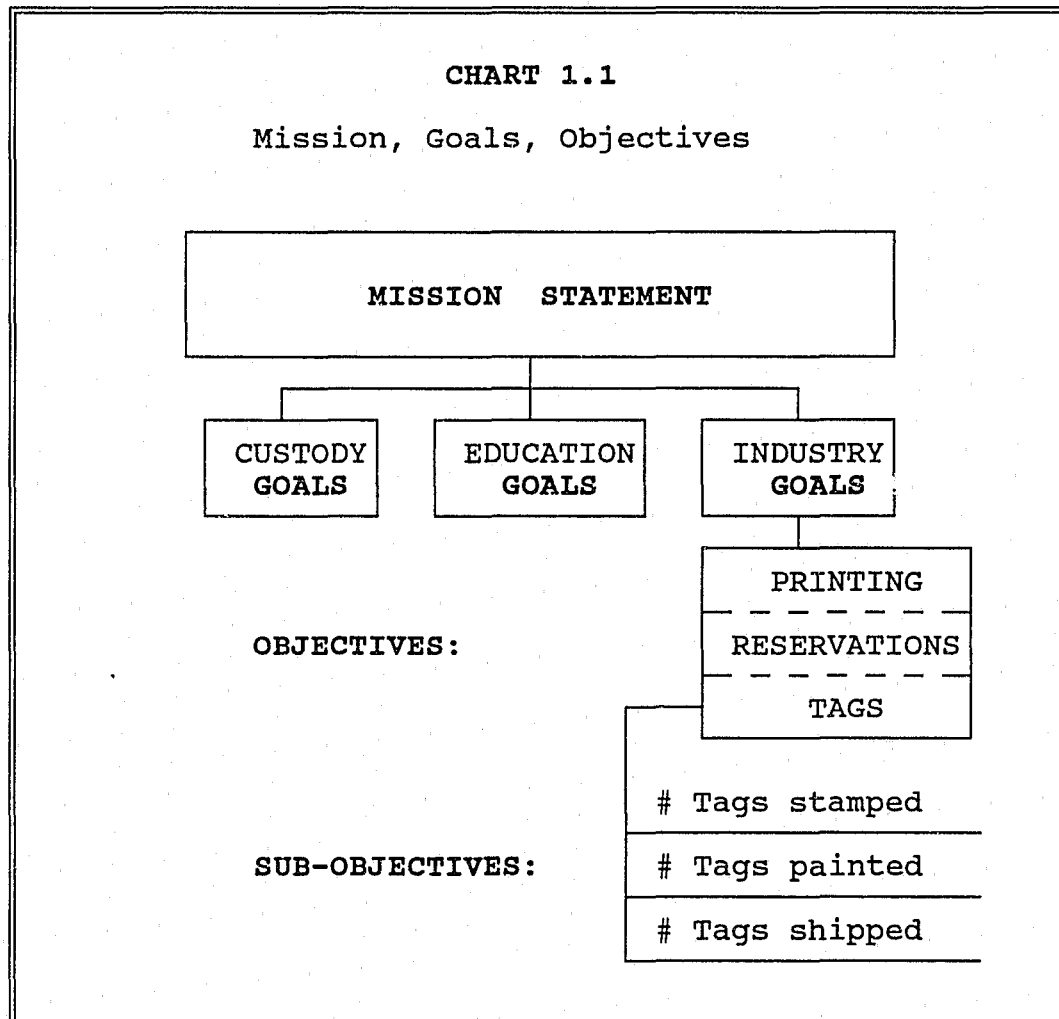 CHART 1.1
Mission, Goals, Objectives
MISSION STATEMENT
CUSTODY
GOALS
EDUCATION
GOALS
INDUSTRY
GOALS
PRINTING
OBJECTIVES:
RESERVATIONS
TAGS
# Tags stamped
SUB-OBJECTIVES:
# Tags painted
# Tags shipped